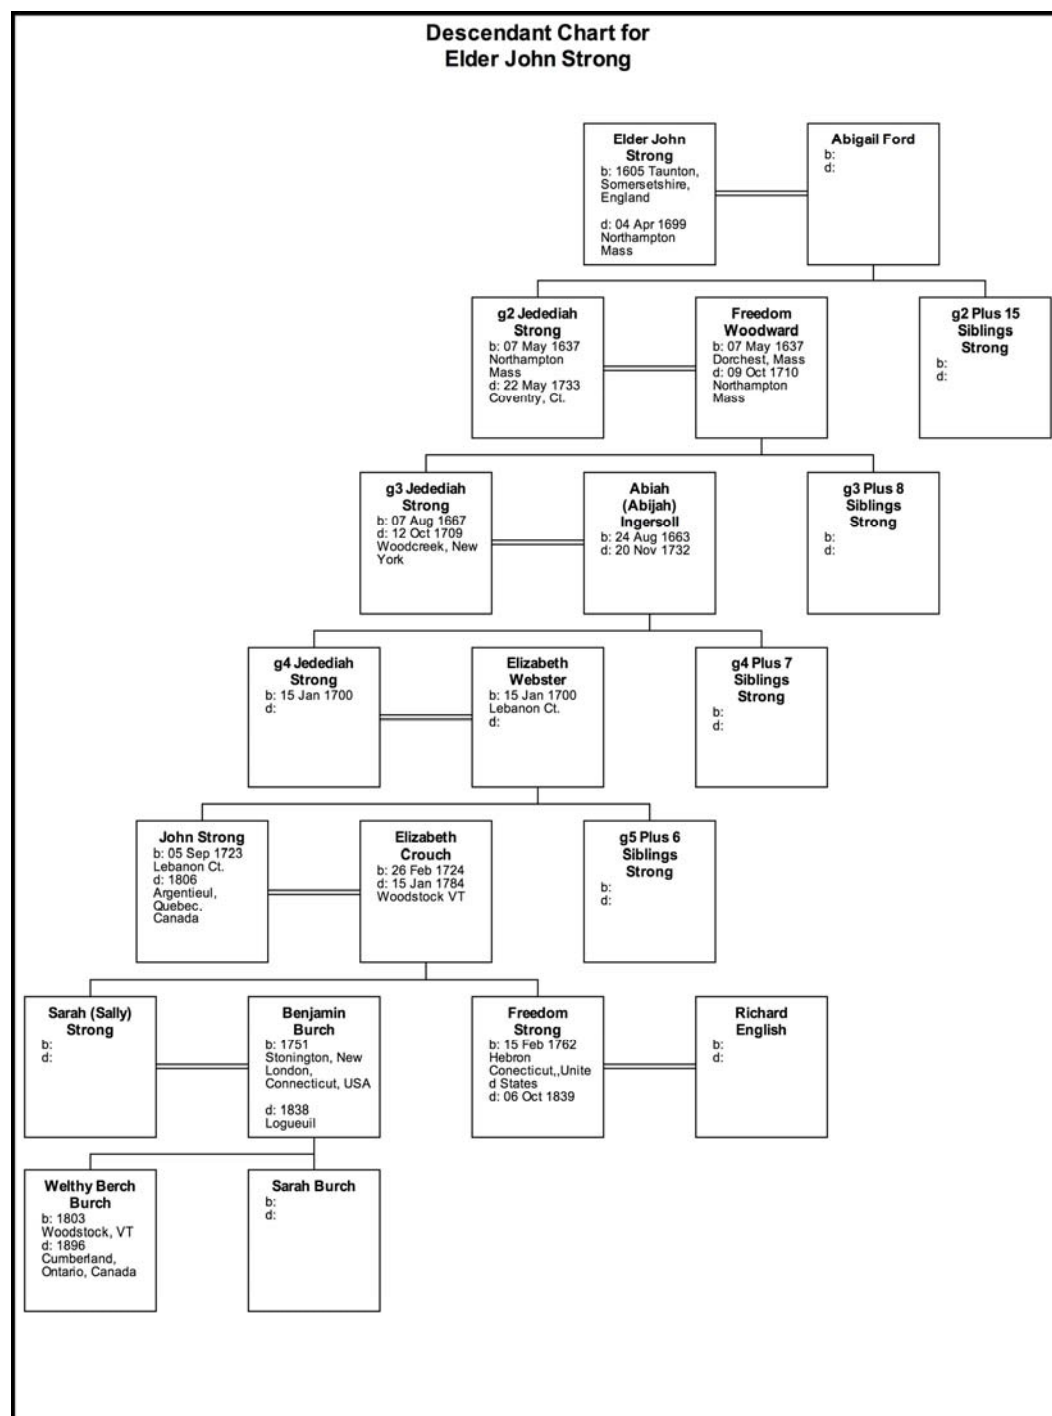 Descendant Chart for
Elder John Strong
Elder John
Strong
b: 1605 Taunton,
Somersetshire,
England
d: 04 Apr 1699
Northampton
Mass
Abigail Ford
b:
d:
g2 Jedediah
Strong
b: 07 May 1637
Northampton
Mass
d: 22 May 1733
Coventry, Ct.
Freedom
Woodward
b: 07 May 1637
Dorchest, Mass
d: 09 Oct 1710
Northampton
Mass
g2 Plus 15
Siblings
Strong
b:
d:
g3 Jedediah
Strong
b: 07 Aug 1667
d: 12 Oct 1709
Woodcreek, New
York
Abiah
(Abijah)
Ingersoll
b: 24 Aug 1663
d: 20 Nov 1732
g3 Plus 8
Siblings
Strong
b:
d:
g4 Jedediah
Strong
b: 15 Jan 1700
d:
Elizabeth
Webster
b: 15 Jan 1700
Lebanon Ct.
d:
g4 Plus 7
Siblings
Strong
b:
d:
John Strong
b: 05 Sep 1723
Lebanon Ct.
d: 1806
Argentieul,
Quebec.
Canada
Elizabeth
Crouch
b: 26 Feb 1724
d: 15 Jan 1784
Woodstock VT
g5 Plus 6
Siblings
Strong
b:
d:
Sarah (Sally)
Strong
b:
d:
Benjamin
Burch
b: 1751
Stonington, New
London,
Connecticut, USA
d: 1838
Logueuil
Freedom
Strong
b: 15 Feb 1762
Hebron
Conecticut,,Unite
d States
d: 06 Oct 1839
Richard
English
b:
d:
Welthy Berch
Burch
b: 1803
Woodstock, VT
d: 1896
Cumberland,
Ontario, Canada
Sarah Burch
b:
d: